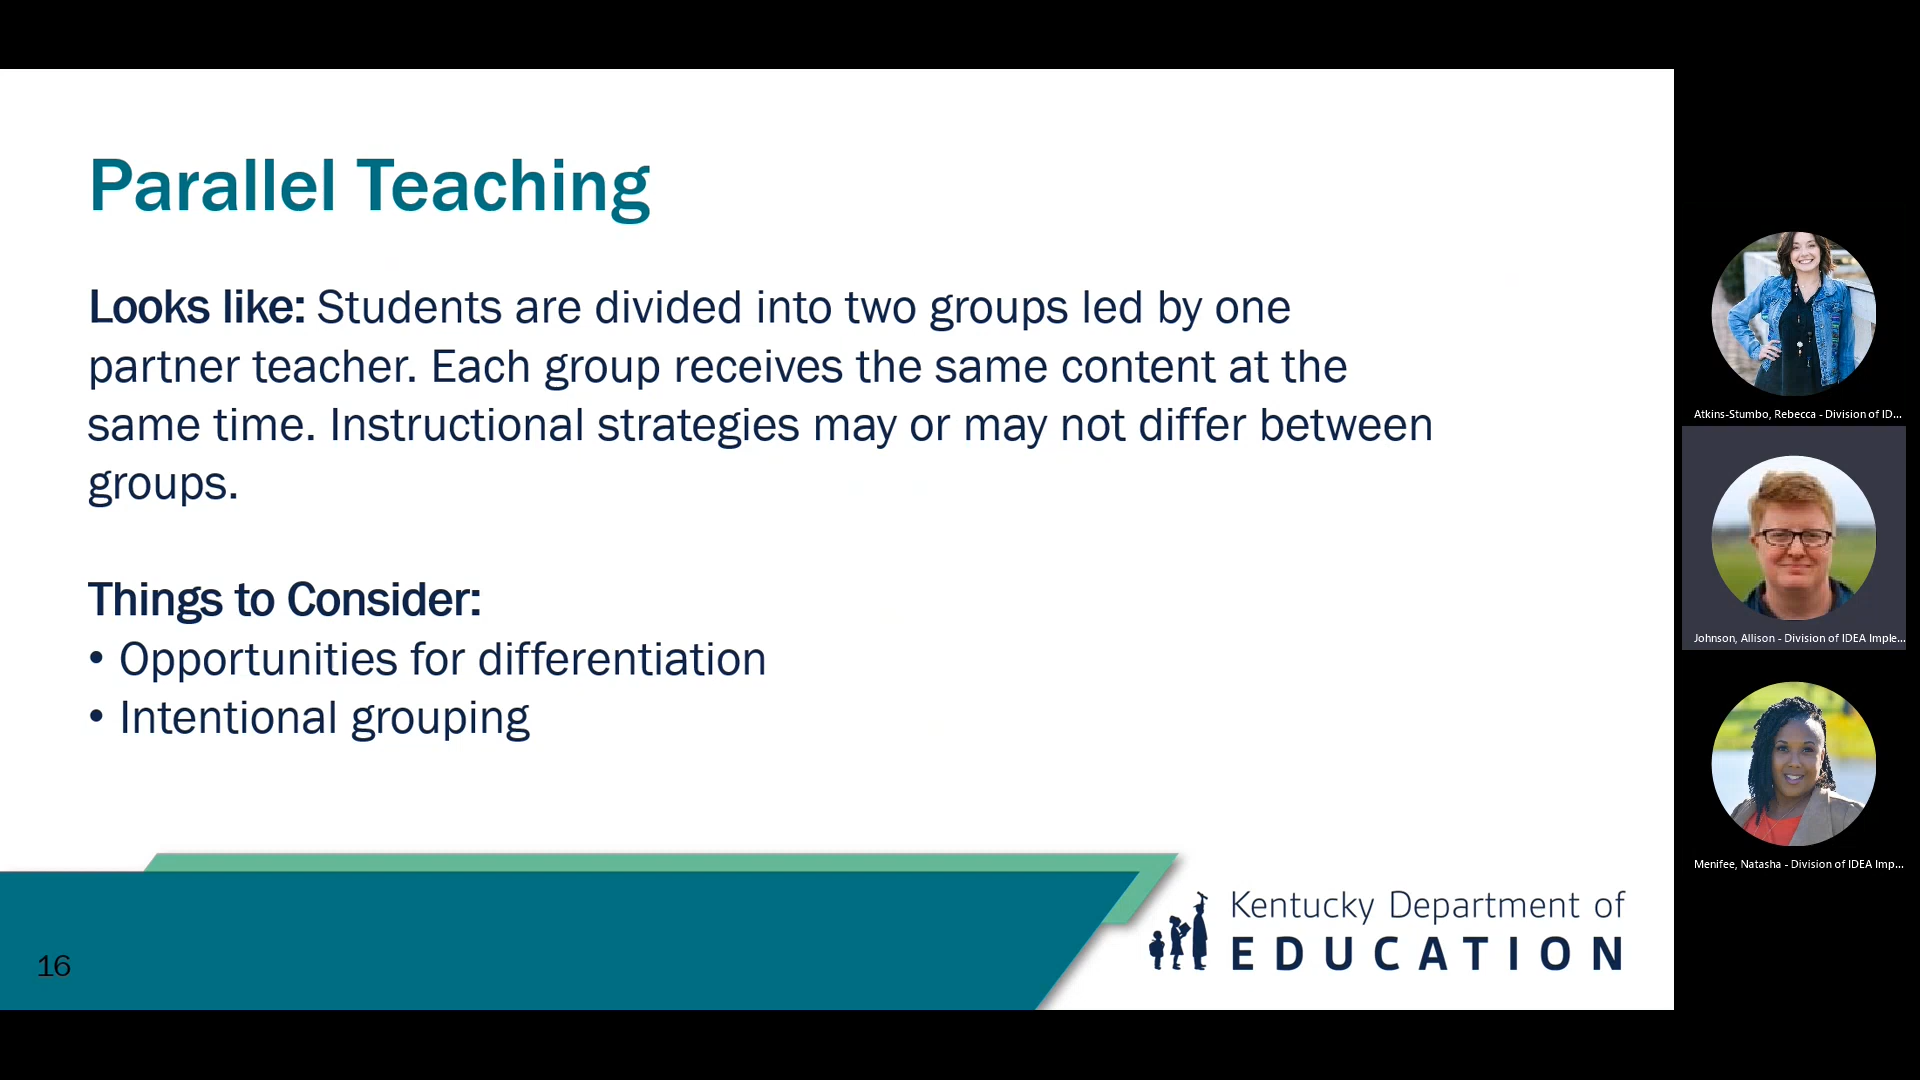 Parallel Teaching
Looks like: Students are divided into two groups led by one
partner teacher. Each group receives the same content at the
same time. Instructional strategies may or may not differ between
groups.
Things to Consider:
• Opportunities for differentiation
• Intentional grouping
16
Kentucky Department of
EDUCATION
Atkins-Stumbo, Rebecca - Division of ID...
Johnson, Allison - Division of IDEA Imple...
Menifee, Natasha - Division of IDEA Imp...